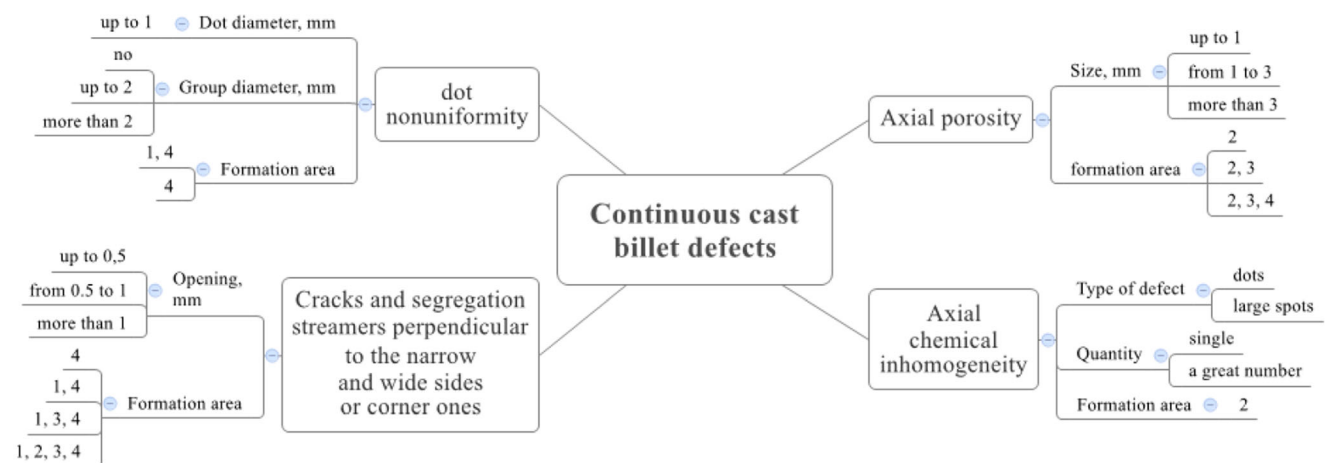 Continuous cast
billet defects
dot
nonuniformity
up to 1
Dot diameter, mm
no
up to 2
more than 2
Group diameter, mm
1, 4
4
Formation area
Cracks and segregation
streamers perpendicular
to the narrow
and wide sides
or corner ones
up to 0,5
from 0.5 to 1
more than 1
Opening,
mm
4
1, 4
1, 3, 4
1, 2, 3, 4
Formation area
Axial porosity
Size, mm
up to 1
from 1 to 3
more than 3
formation area
2
2, 3
2, 3, 4
Axial
chemical
inhomogeneity
Type of defect
dots
large spots
Quantity
single
a great number
Formation area
2